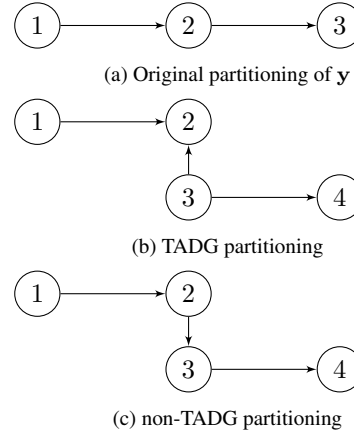 1 2 3
(a) Original partitioning of y
1 2
3 4
(b) TADG partitioning
1 2
3 4
(c) non-TADG partitioning